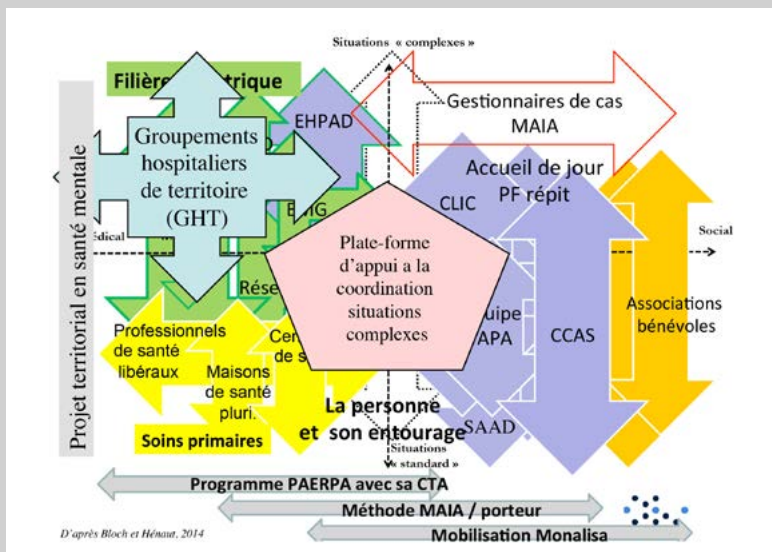 Situations « complexes »
Filière
trique
EHPAD
Gestionnaires de cas
MAIA
Groupements
hospitaliers
de territoire
(GHT)
Accueil de jour
PF répit
CLIC
Projet territorial en santé mentale
Social
Plate-forme
d'appui a la
coordination
situations
complexes
Associations
bénévoles
CCAS
APA
Professionnels
de santé
libéraux
Maisons
de santé
pluri.
Soins primaires
La personne
et son entourage
SAAD
Situations
« standard »
Programme PAERPA avec sa CTA
Méthode MAIA / porteur
Mobilisation Monalisa
D'après Bloch et Hénaut, 2014